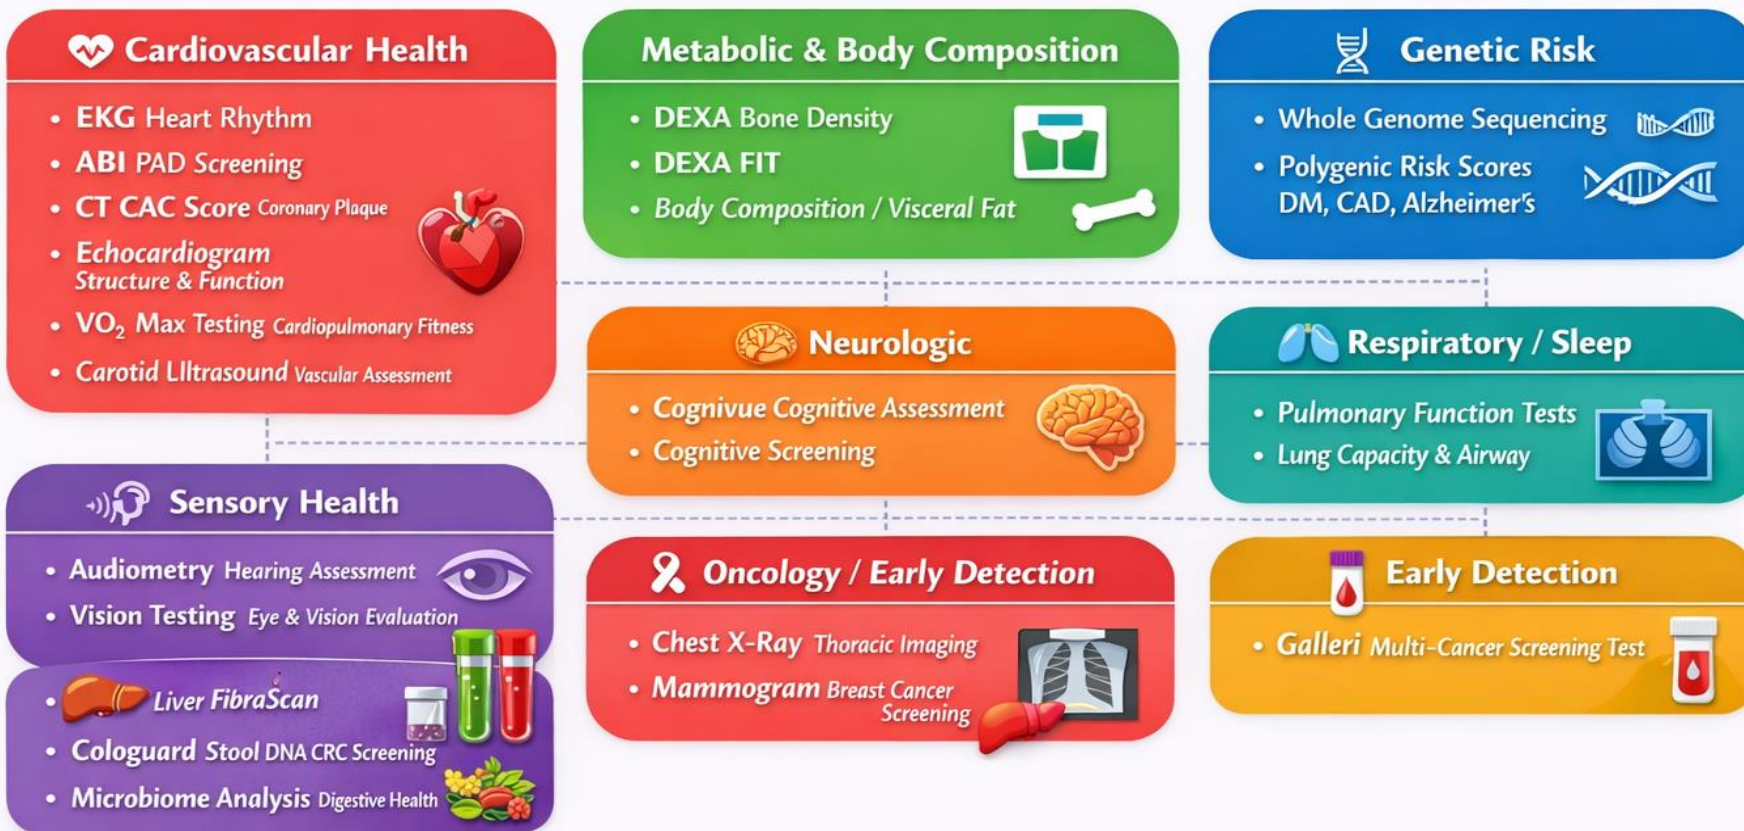 Cardiovascular Health
• EKG Heart Rhythm
• ABI PAD Screening
• CT CAC Score Coronary Plaque
• Echocardiogram
Structure & Function
• VO₂ Max Testing Cardiopulmonary Fitness
• Carotid Llltrasound Vascular Assessment
Metabolic & Body Composition
• DEXA Bone Density
• DEXA FIT
• Body Composition / Visceral Fat
Genetic Risk
• Whole Genome Sequencing
• Polygenic Risk Scores
DM, CAD, Alzheimer's
Neurologic
• Cognivue Cognitive Assessment
• Cognitive Screening
Respiratory / Sleep
• Pulmonary Function Tests
• Lung Capacity & Airway
Sensory Health
• Audiometry Hearing Assessment
• Vision Testing Eye & Vision Evaluation
• Liver FibraScan
• Cologuard Stool DNA CRC Screening
• Microbiome Analysis Digestive Health
Oncology / Early Detection
• Chest X-Ray Thoracic Imaging
• Mammogram Breast Cancer
Screening
Early Detection
• Galleri Multi-Cancer Screening Test